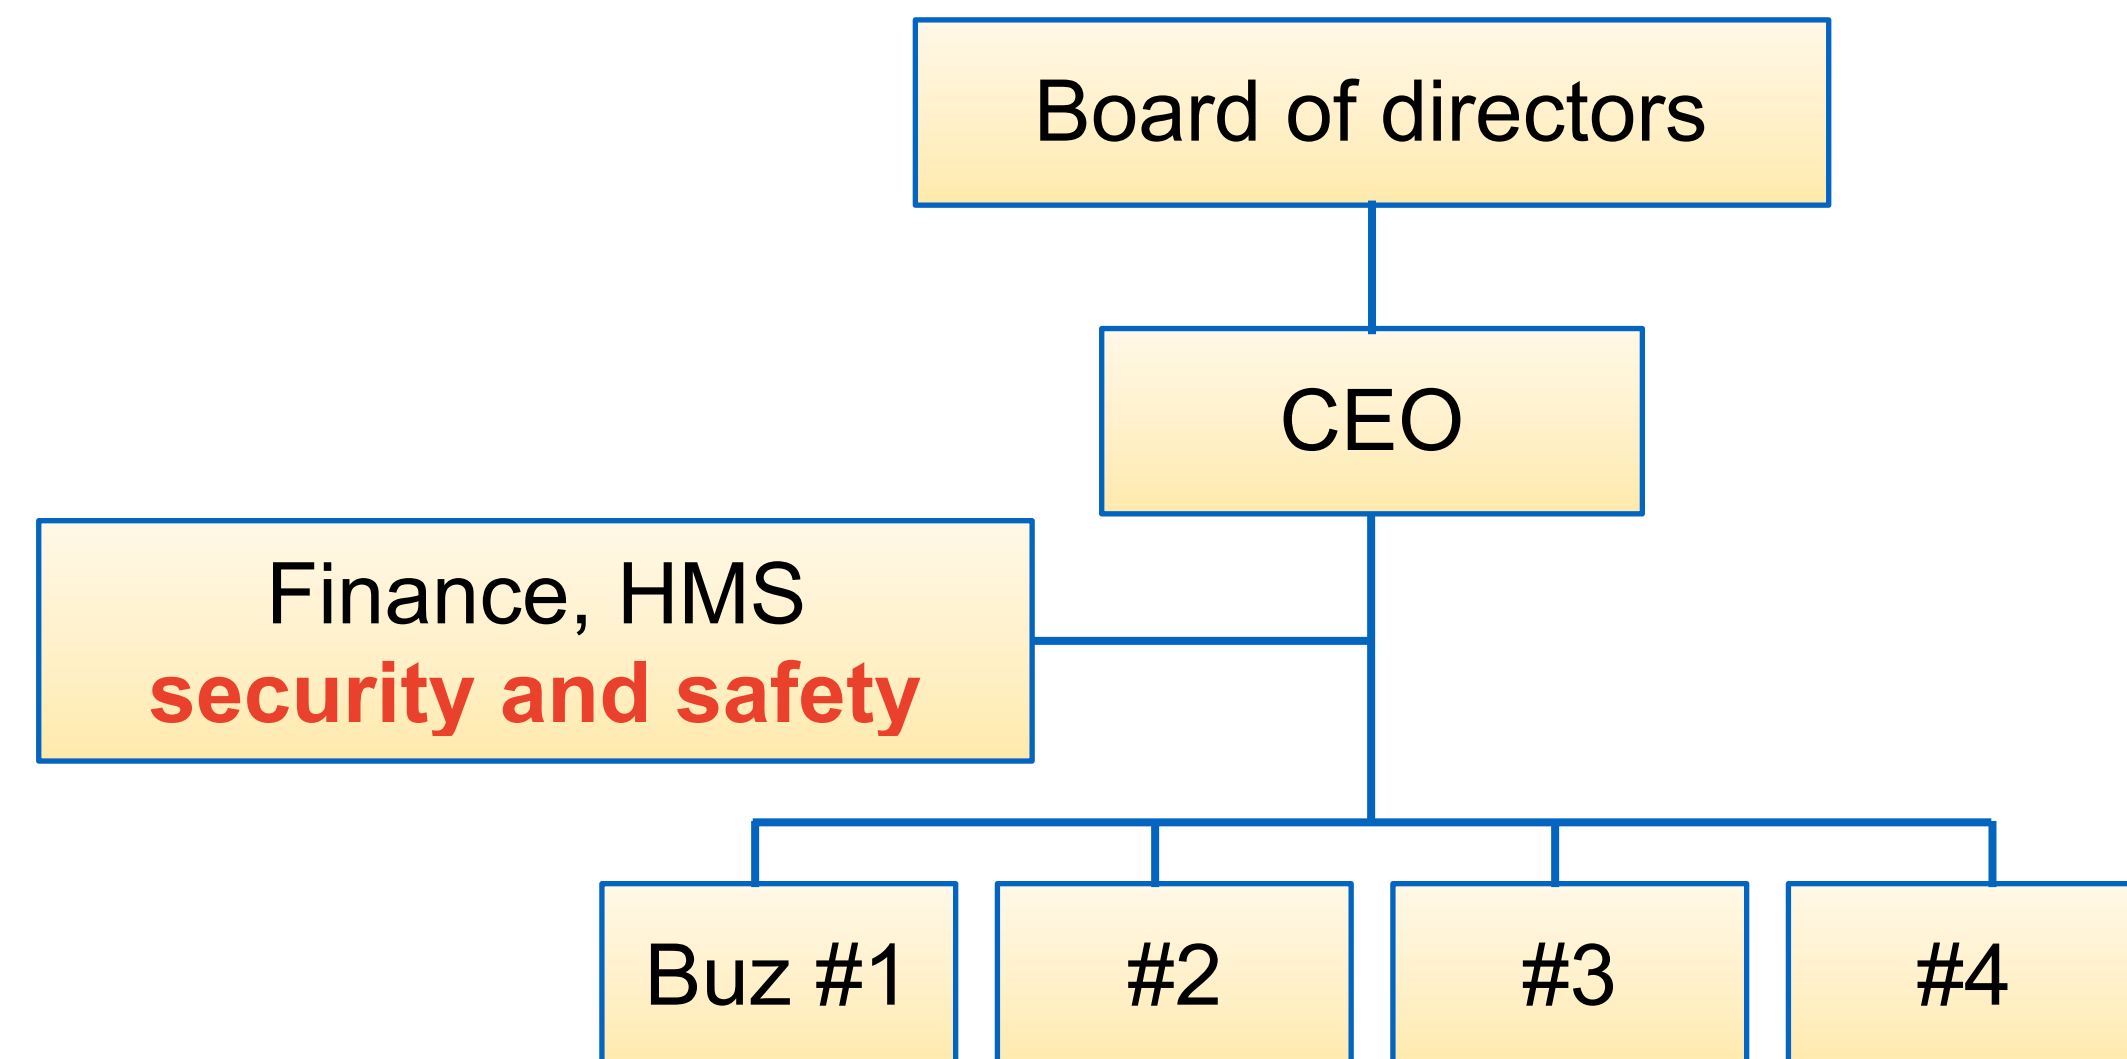 Board of directors
CEO
Finance, HMS
security and safety
Buz #1
#2
#3
#4